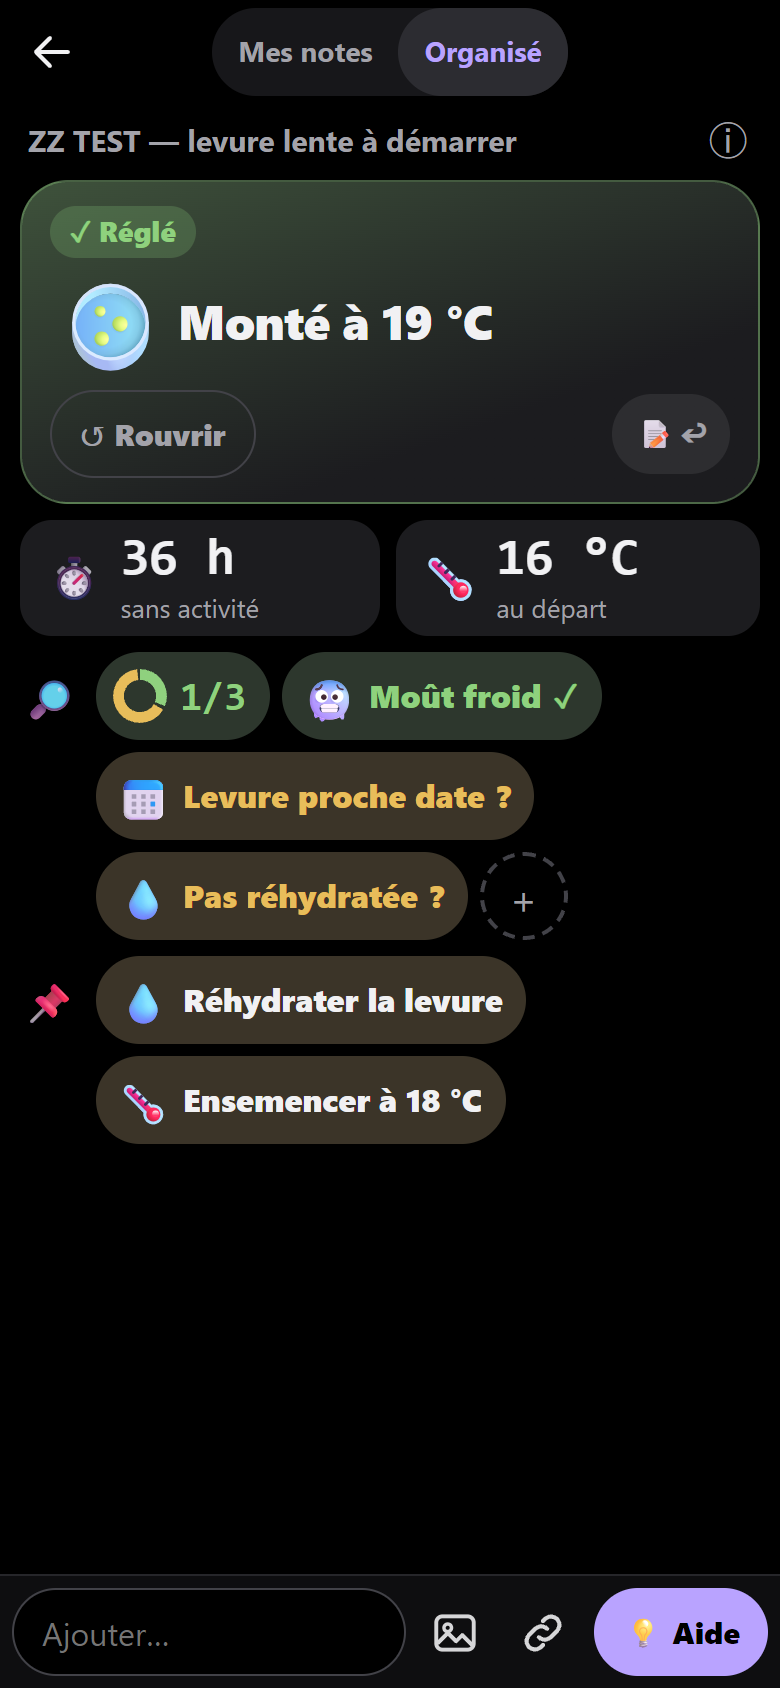 Mes notes
Organisé
ZZ TEST — levure lente à démarrer
✓ Réglé
Monté à 19 °C
↺ Rouvrir
36 h
sans activité
16 °C
au départ
1/3
Moût froid ✓
Levure proche date ?
Pas réhydratée ?
+
Réhydrater la levure
Ensemencer à 18 °C
Ajouter...
Aide